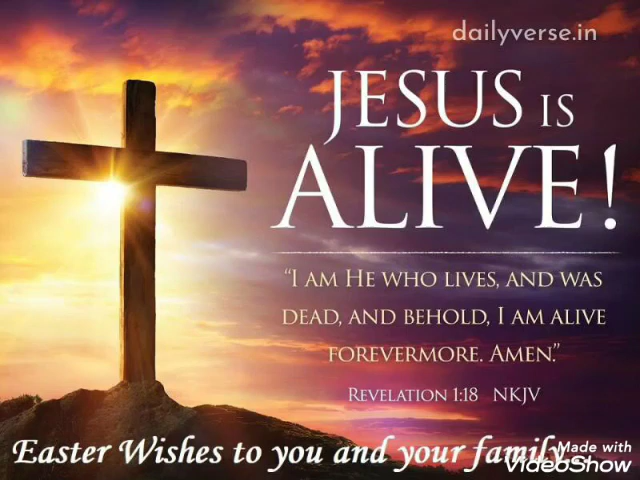 dailyverse.in
JESUS IS
ALIVE!
“I AM HE WHO LIVES, AND WAS
DEAD, AND BEHOLD, I AM ALIVE
FOREVERMORE. AMEN.”
REVELATION 1:18 NKJV
Easter Wishes to you and your family
Made with
VideoShow